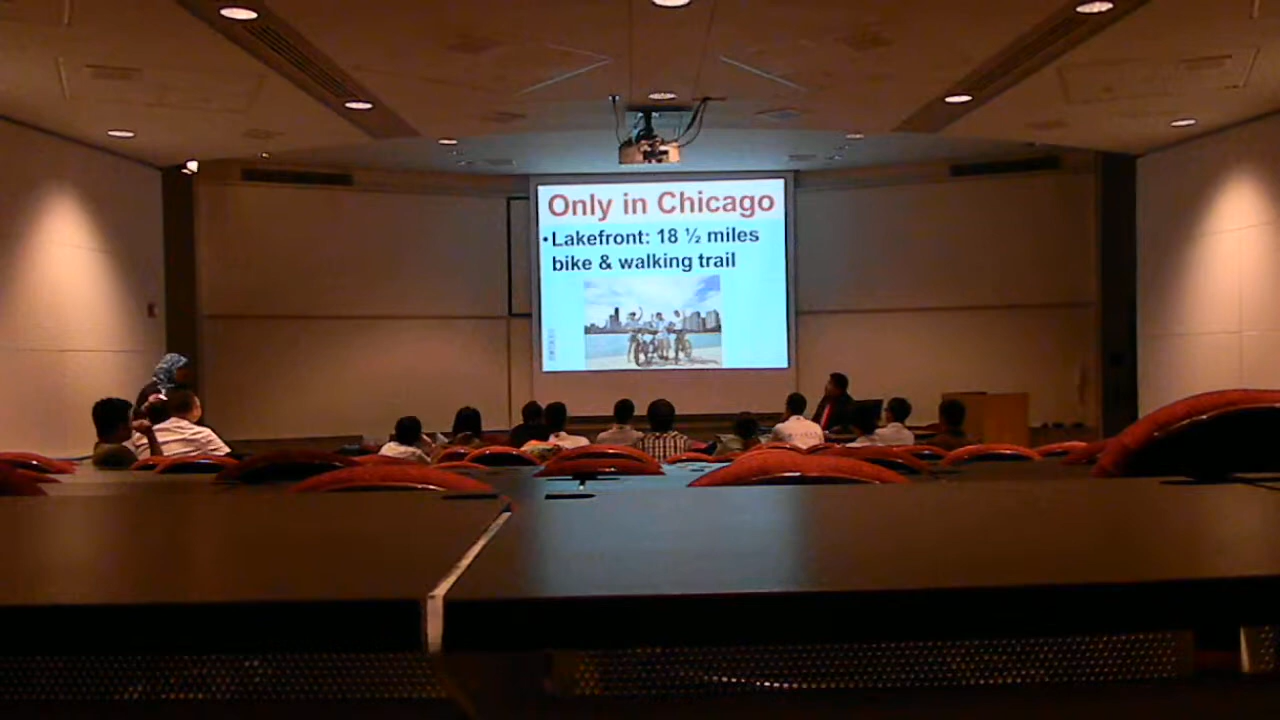 Only in Chicago
• Lakefront: 18 ½ miles
bike & walking trail